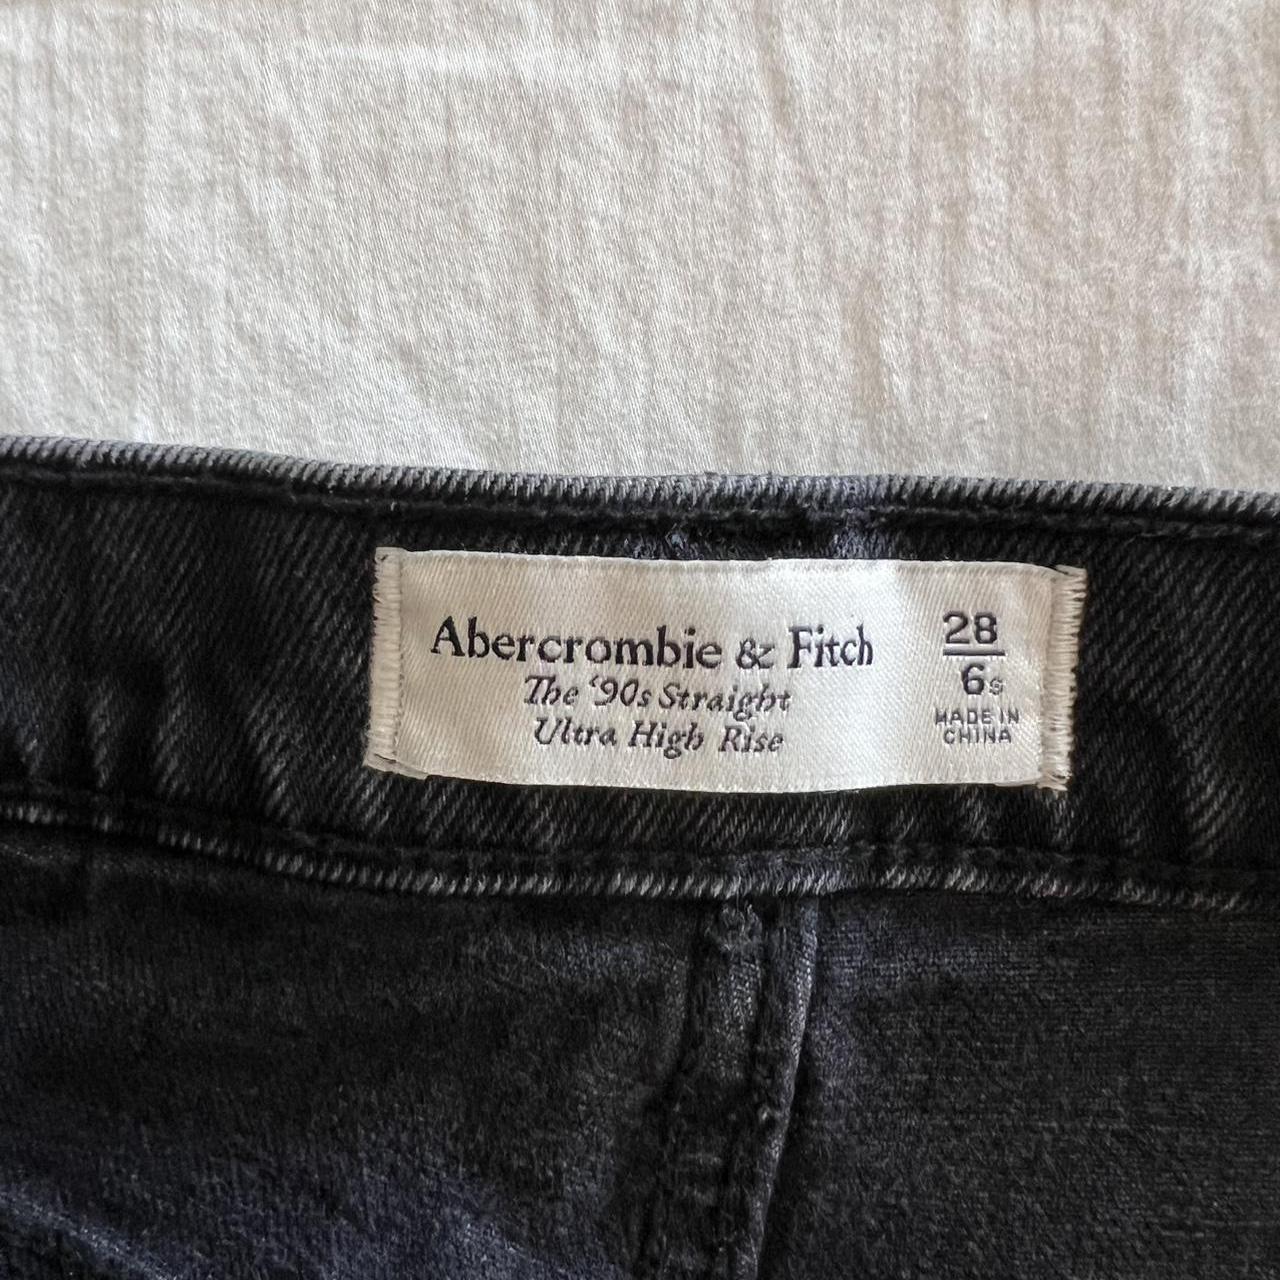 Abercrombie & Fitch
The ‘90s Straight
Ultra High Rise
28
6s
MADE IN
CHINA